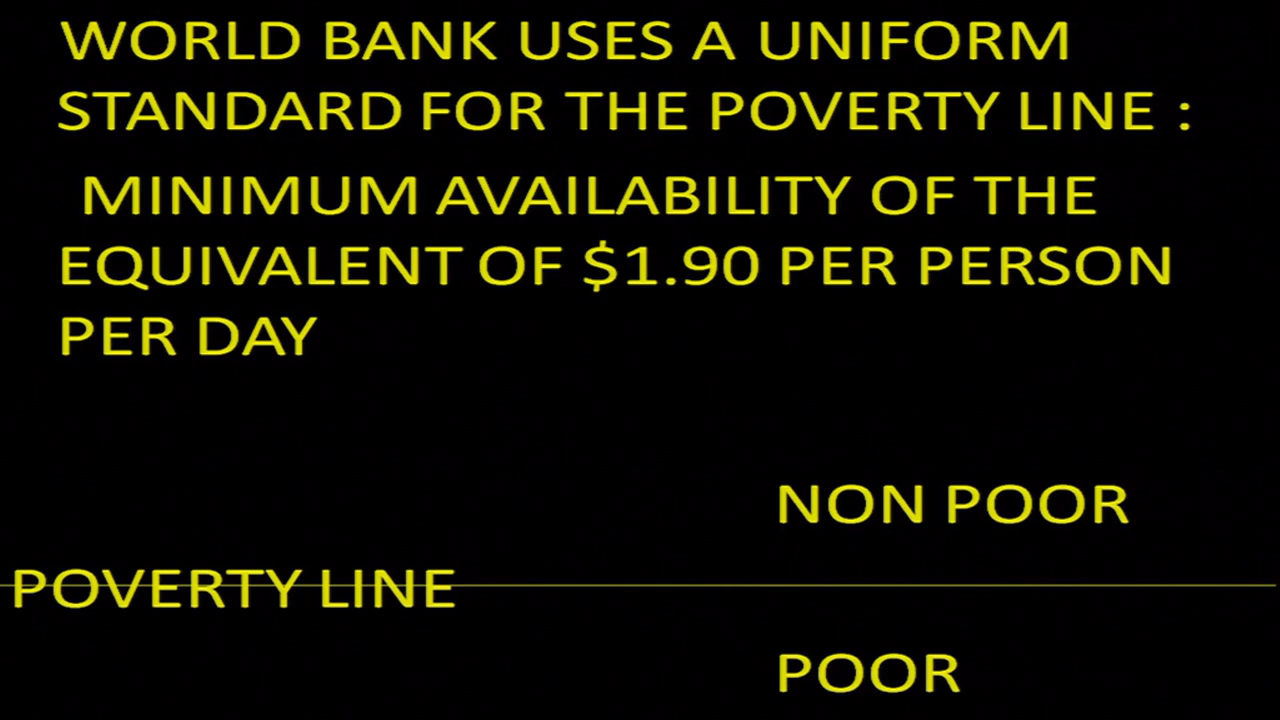 WORLD BANK USES A UNIFORM
STANDARD FOR THE POVERTY LINE :
MINIMUM AVAILABILITY OF THE
EQUIVALENT OF $1.90 PER PERSON
PER DAY
NON POOR
POVERTY LINE
POOR